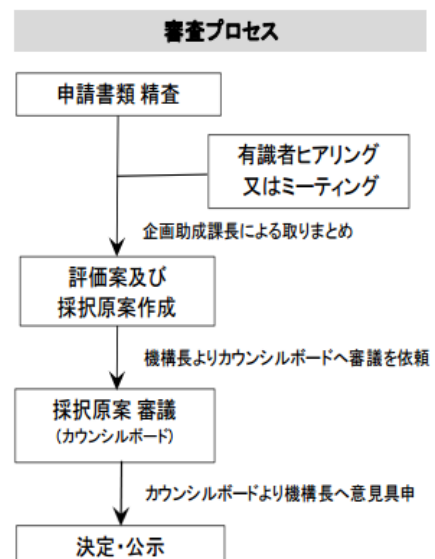 審査プロセス
申請書類 精査
有識者ヒアリング
又はミーティング
企画助成課長による取りまとめ
評価案及び
採択原案作成
機構長よりカウンシルボードへ審議を依頼
採択原案 審議
(カウンシルボード)
カウンシルボードより機構長へ意見具申
決定・公示